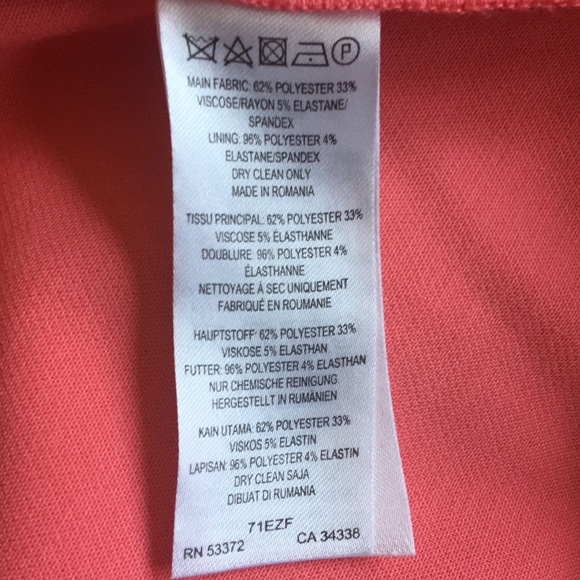 P
MAIN FABRIC: 62% POLYESTER 33%
VISCOSE/RAYON 5% ELASTANE/
SPANDEX
LINING: 96% POLYESTER 4%
ELASTANE/SPANDEX
DRY CLEAN ONLY
MADE IN ROMANIA
TISSU PRINCIPAL: 62% POLYESTER 33%
VISCOSE 5% ÉLASTHANNE
DOUBLURE: 96% POLYESTER 4%
ÉLASTHANNE
NETTOYAGE À SEC UNIQUEMENT
FABRIQUÉ EN ROUMANIE
HAUPTSTOFF: 62% POLYESTER 33%
VISKOSE 5% ELASTHAN
FUTTER: 96% POLYESTER 4% ELASTHAN
NUR CHEMISCHE REINIGUNG
HERGESTELLT IN RUMÄNIEN
KAIN UTAMA: 62% POLYESTER 33%
VISKOS 5% ELASTIN
LAPISAN: 96% POLYESTER 4% ELASTIN
DRY CLEAN SAJA
DIBUAT DI RUMANIA
71EZF
RN 53372 CA 34338